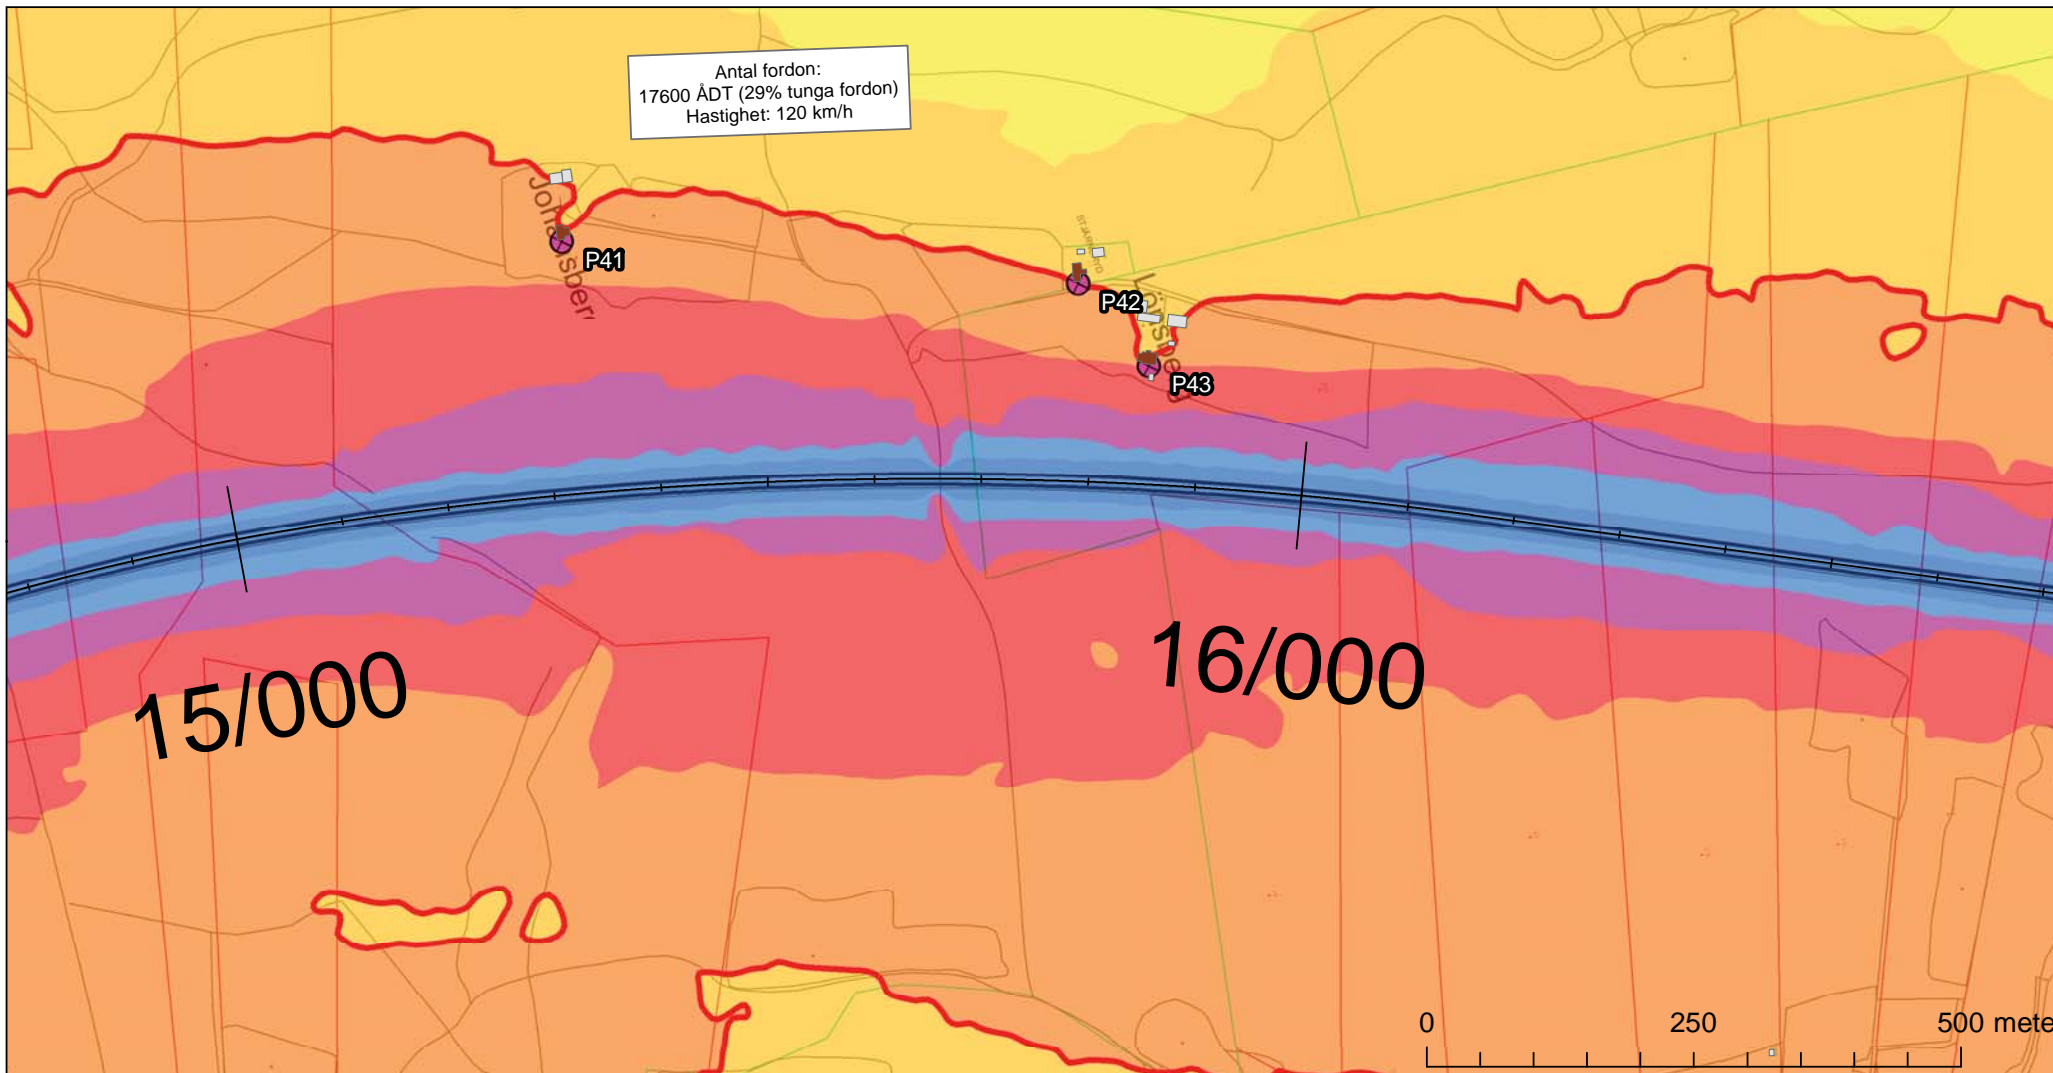 Antal fordon:
17600 ÅDT (29% tunga fordon)
Hastighet: 120 km/h
P41
P42
P43
15/000
16/000
0 250 500 mete